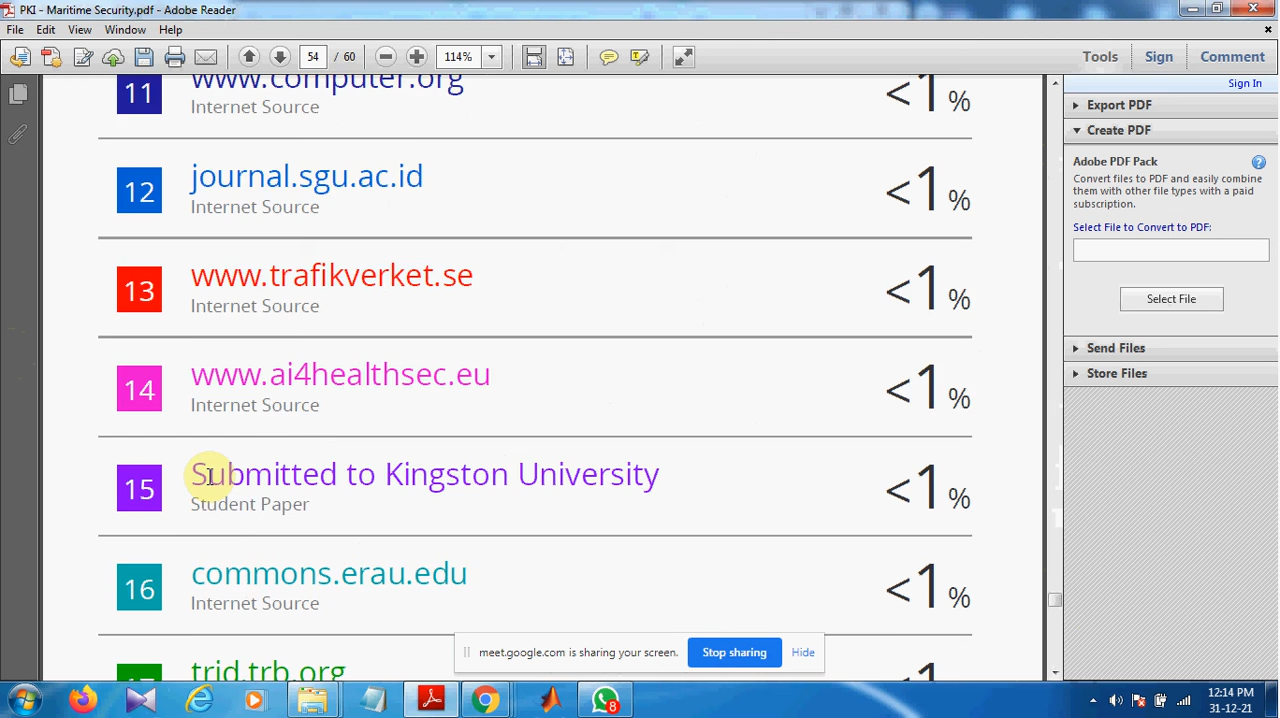 PKI - Maritime Security.pdf - Adobe Reader
File Edit View Window Help
54 / 60 114% Tools Sign Comment
Sign In
11 www.computer.org <1%
Internet Source
12 journal.sgu.ac.id <1%
Internet Source
13 www.trafikverket.se <1%
Internet Source
14 www.ai4healthsec.eu <1%
Internet Source
15 Submitted to Kingston University <1%
Student Paper
16 commons.erau.edu <1%
Internet Source
17 trid.trb.org <1
Export PDF
Create PDF
Adobe PDF Pack
Convert files to PDF and easily combine
them with other file types with a paid
subscription.
Select File to Convert to PDF:
Select File
Send Files
Store Files
meet.google.com is sharing your screen. Stop sharing Hide
8
12:14 PM
31-12-21